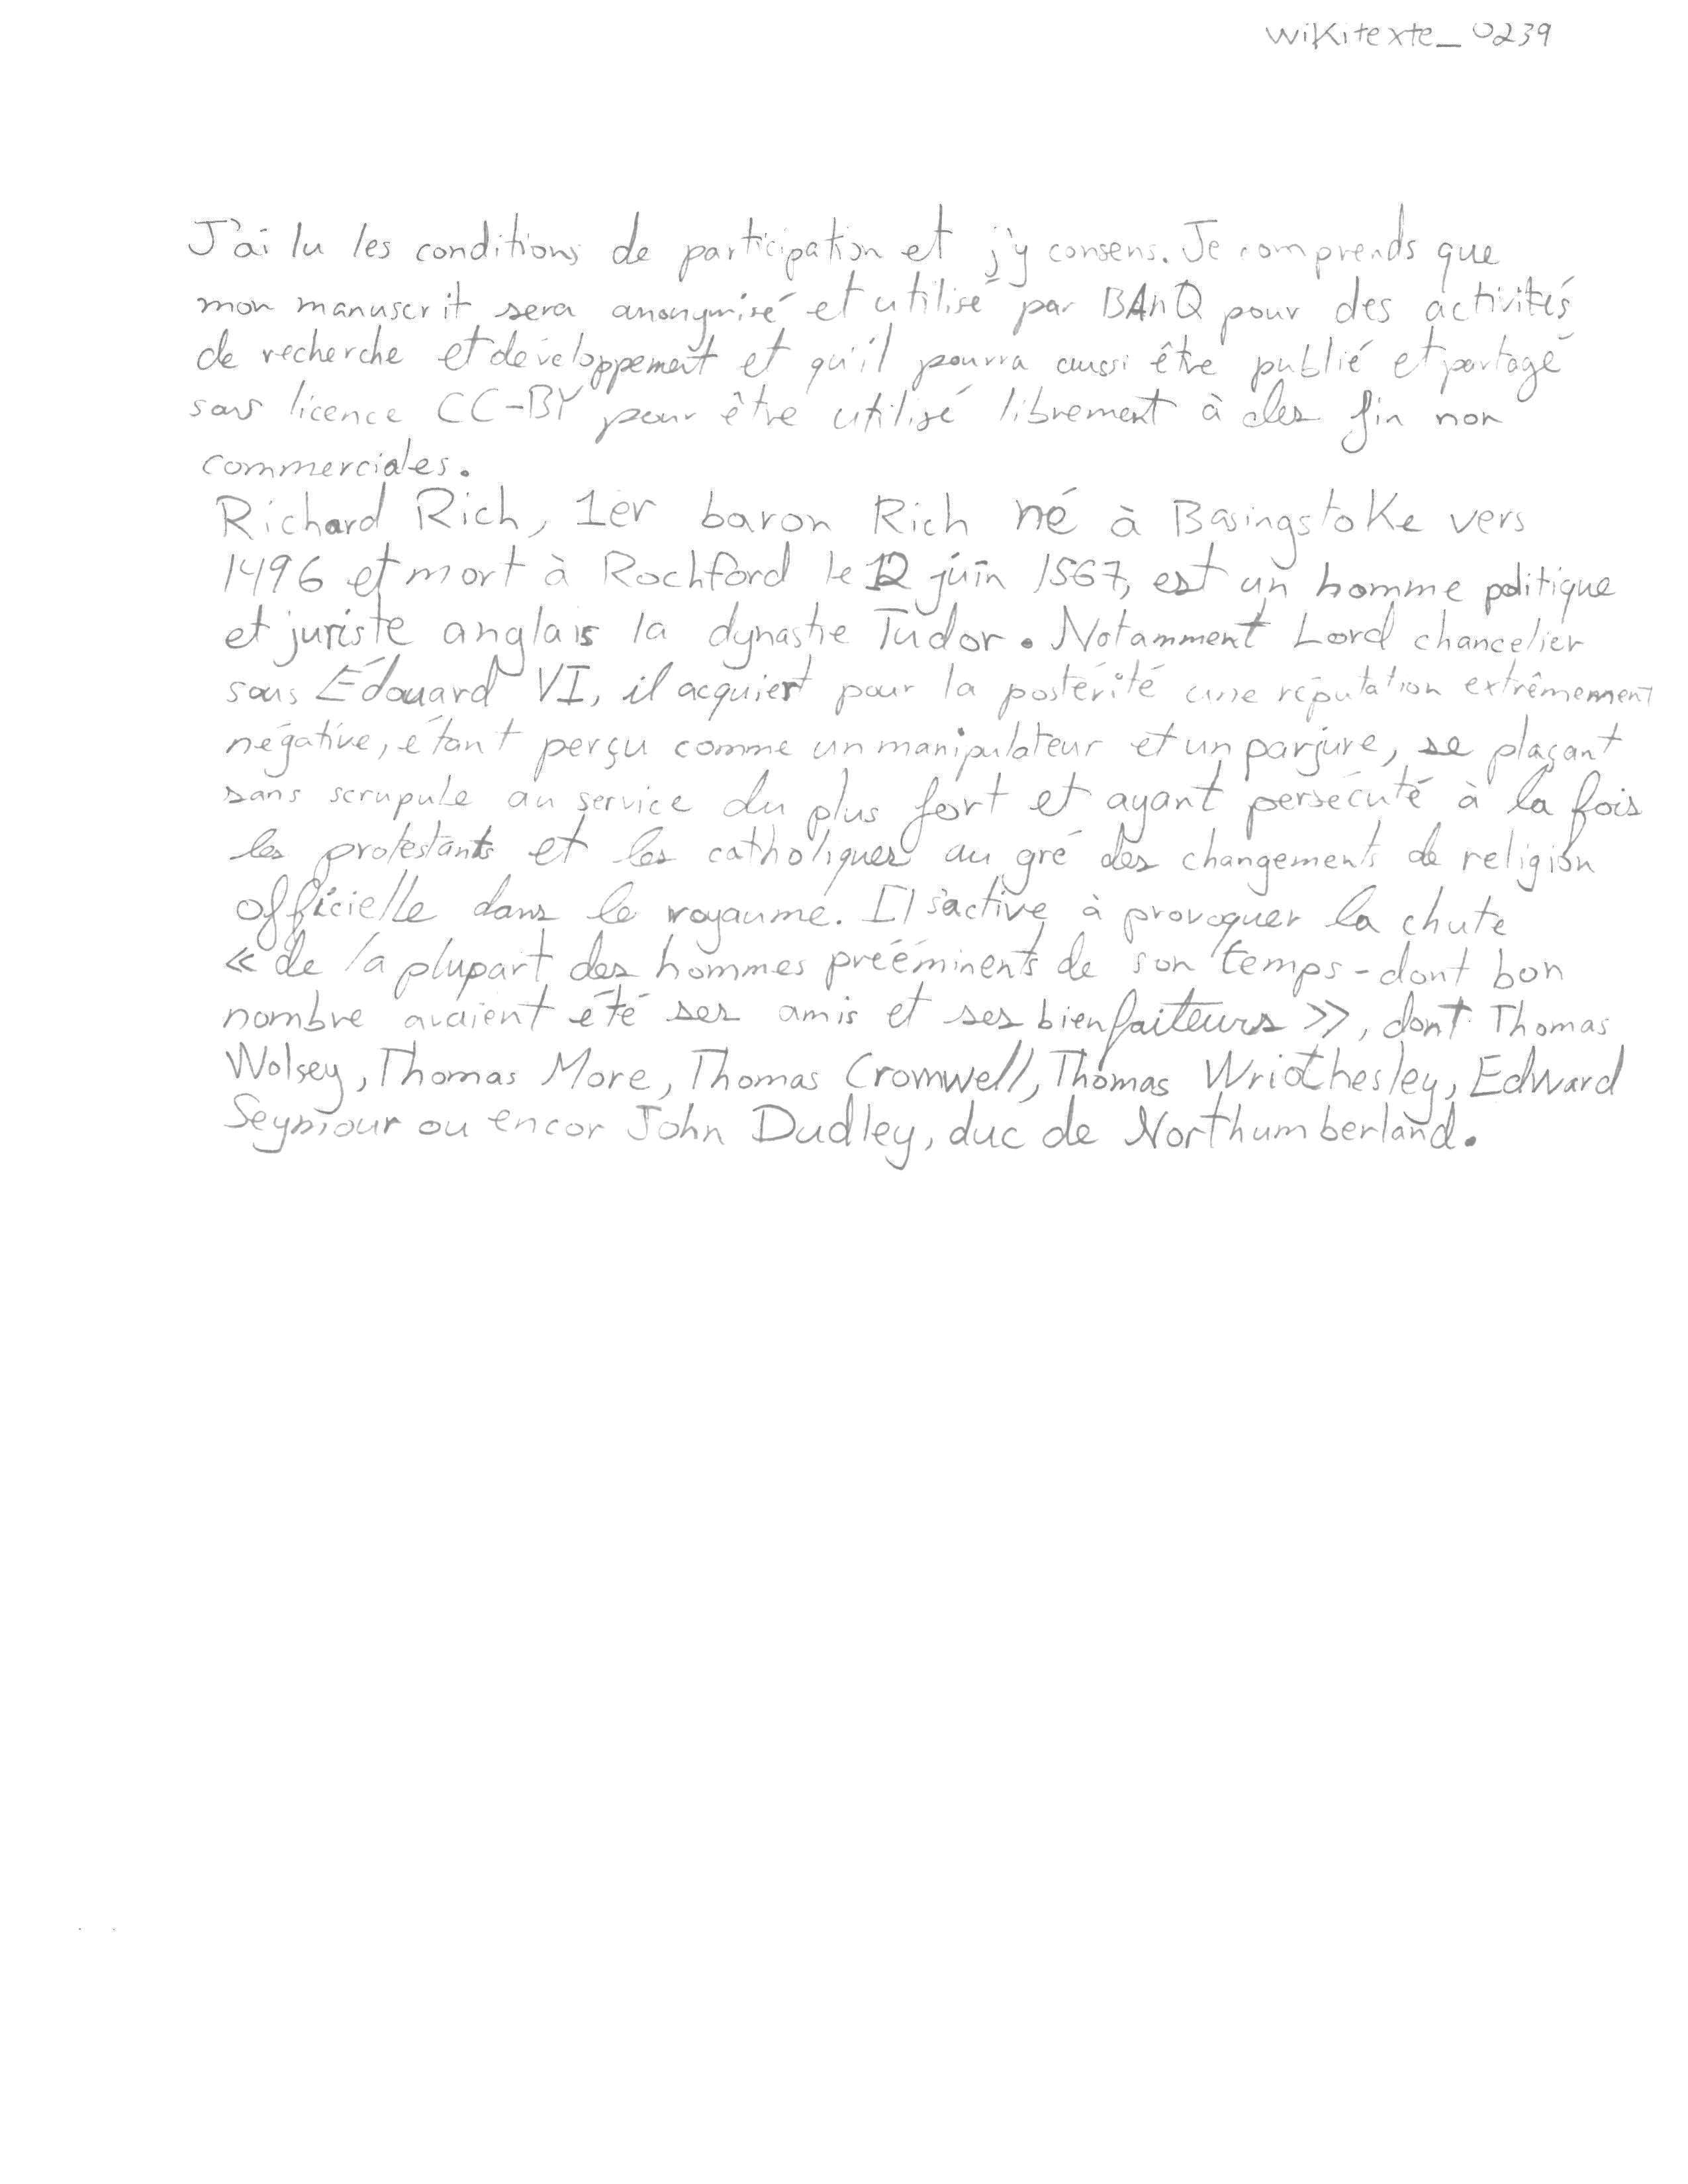 wikitexte_0239
J'ai lu les conditions de participation et j'y consens. Je comprends que
mon manuscrit sera anonymisé et utilisé par BAnQ pour des activités
de recherche et développement et qu'il pourra aussi être publié et partagé
sous licence CC-BY pour être utilisé librement à des fin non
commerciales.
Richard Rich, 1er baron Rich né à Basingstoke vers
1496 et mort à Rochford le 12 juin 1567, est un homme politique
et juriste anglais la dynastie Tudor. Notamment Lord chancelier
sous Édouard VI, il acquiert pour la postérité une réputation extrêmement
négative, étant perçu comme un manipulateur et un parjure, se plaçant
sans scrupule au service du plus fort et ayant persécuté à la fois
les protestants et les catholiques au gré des changements de religion
officielle dans le royaume. Il s'active à provoquer la chute
« de la plupart des hommes prééminents de son temps - dont bon
nombre avaient été ses amis et ses bienfaiteurs », dont Thomas
Wolsey, Thomas More, Thomas Cromwell, Thomas Wriothesley, Edward
Seymour ou encor John Dudley, duc de Northumberland.